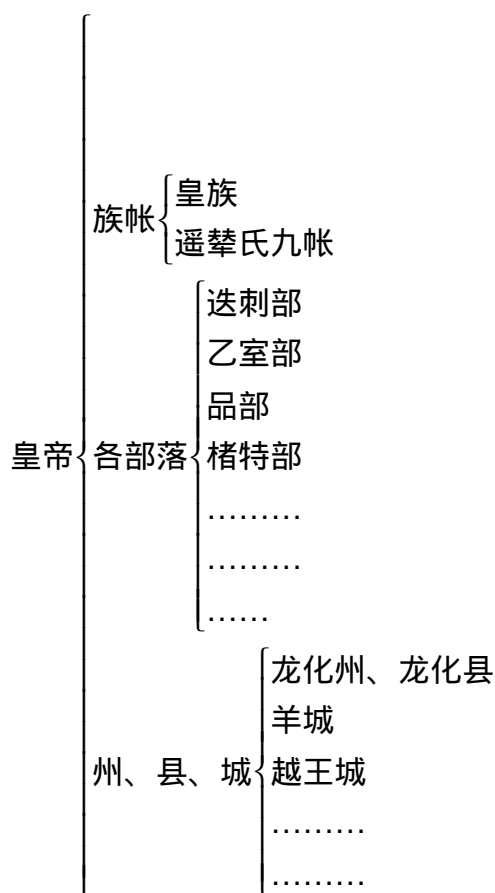 皇帝
族帐
皇族
遥辇氏九帐
各部落
迭刺部
乙室部
品部
楮特部
………
………
……
州、县、城
龙化州、龙化县
羊城
越王城
………
………